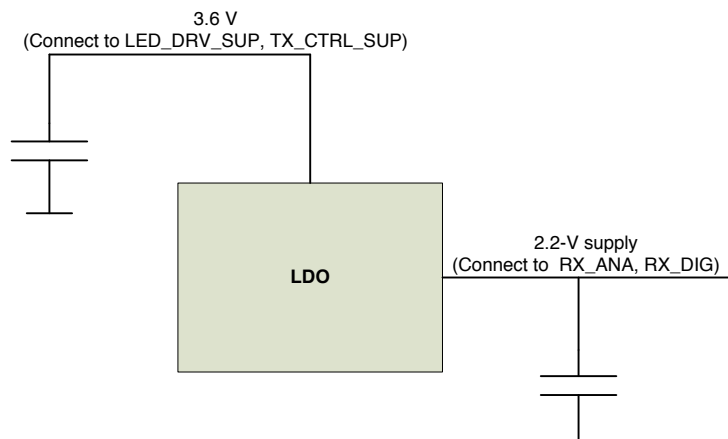 3.6 V
(Connect to LED_DRV_SUP, TX_CTRL_SUP)
2.2-V supply
(Connect to RX_ANA, RX_DIG)
LDO